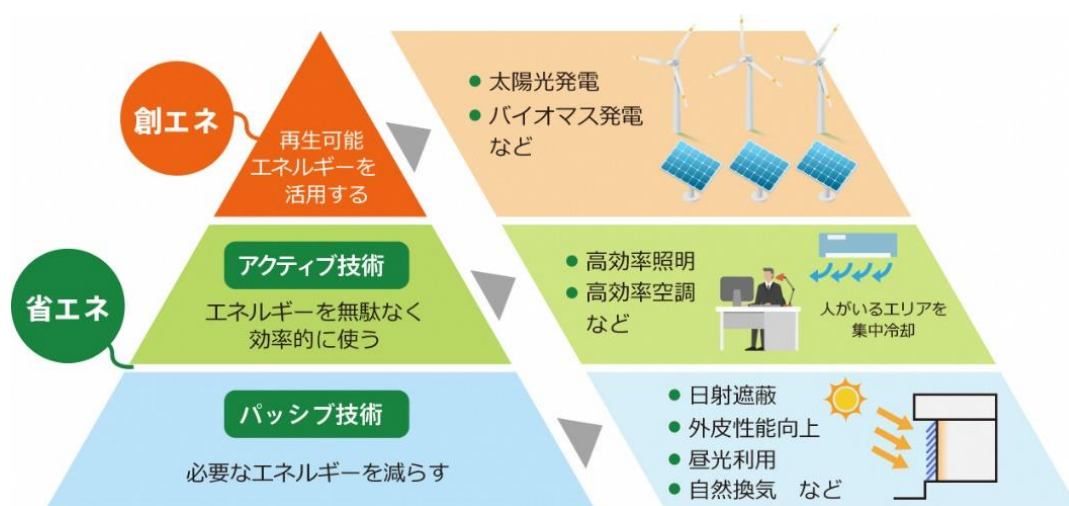 創エネ
再生可能
エネルギーを
活用する
● 太陽光発電
● バイオマス発電
など
省エネ
アクティブ技術
エネルギーを無駄なく
効率的に使う
● 高効率照明
● 高効率空調
など
人がいるエリアを
集中冷却
パッシブ技術
必要なエネルギーを減らす
● 日射遮蔽
● 外皮性能向上
● 昼光利用
● 自然換気　など